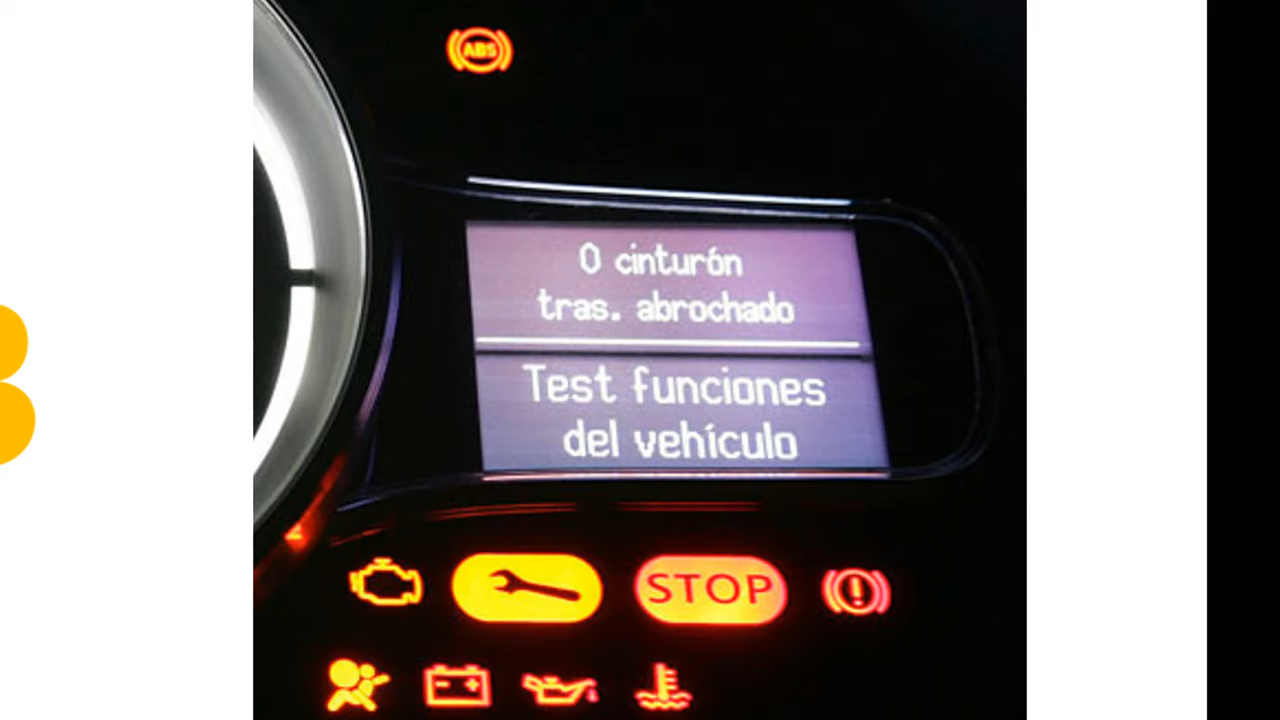 ABS
0 cinturón
tras. abrochado
Test funciones
del vehículo
STOP